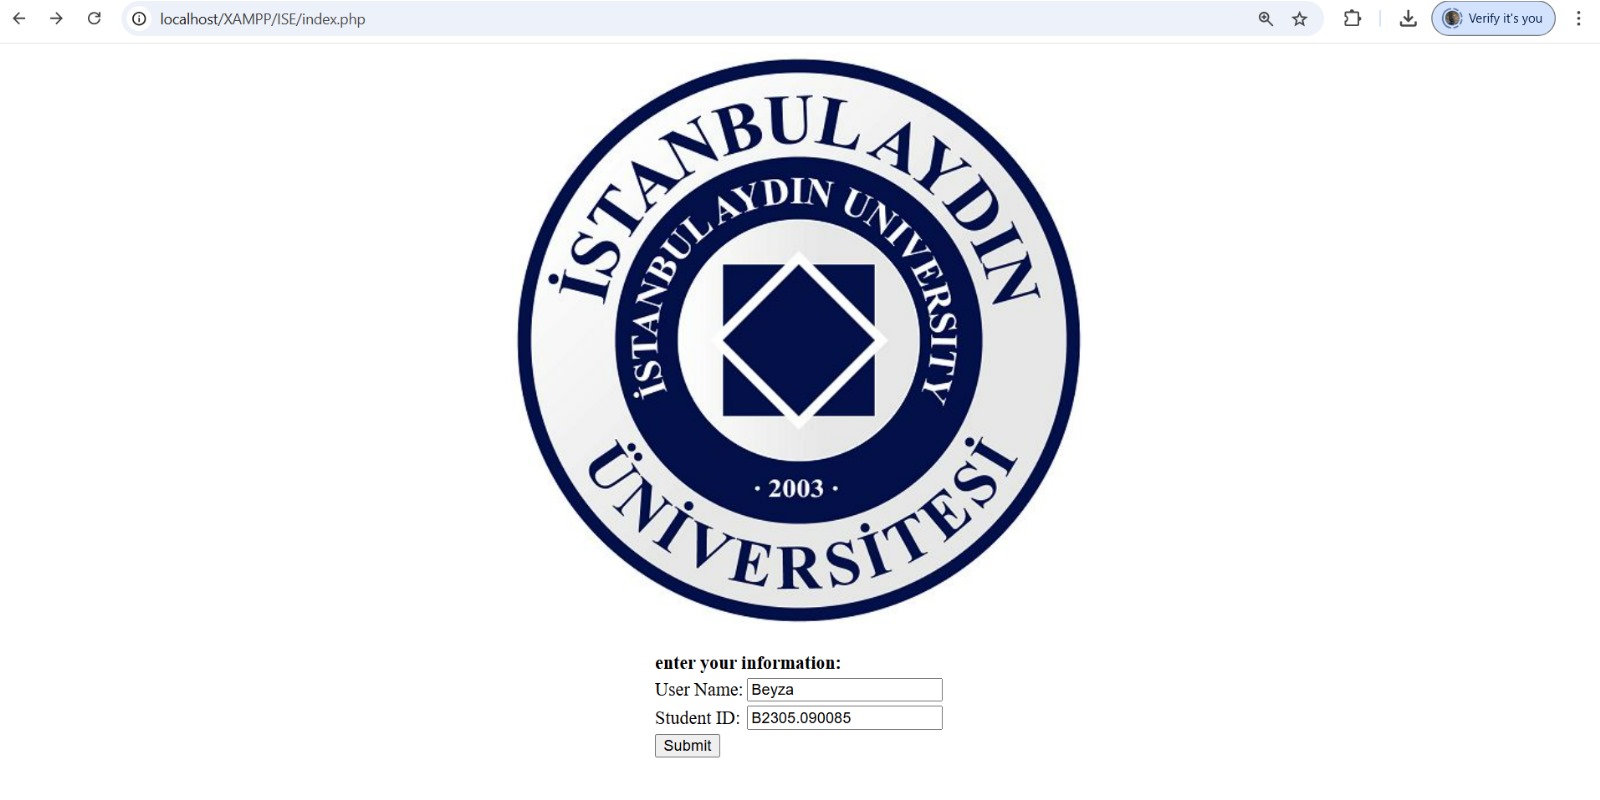 localhost/XAMPP/ISE/index.php
Verify it's you
İSTANBUL AYDIN
İSTANBUL AYDIN UNIVERSITY
· 2003 ·
ÜNİVERSİTESİ
enter your information:
User Name: Beyza
Student ID: B2305.090085
Submit